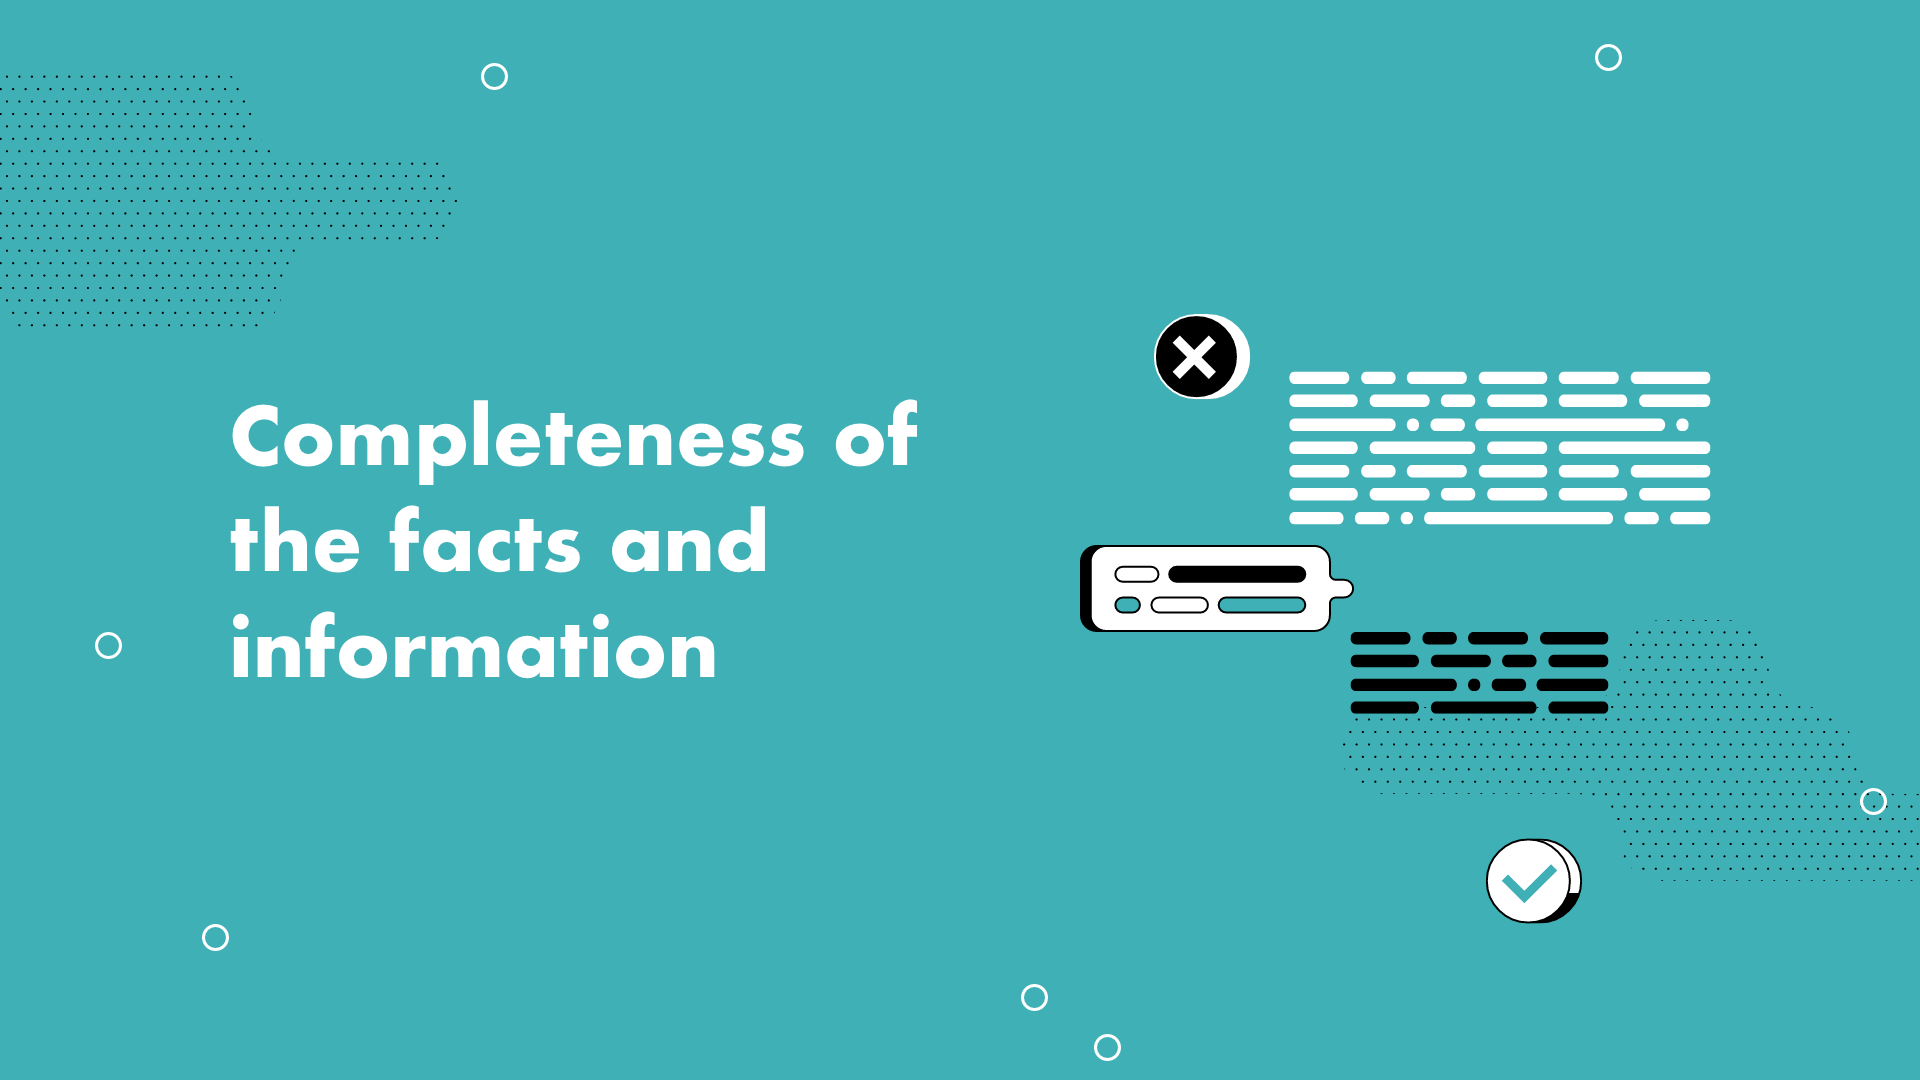 Completeness of
the facts and
information